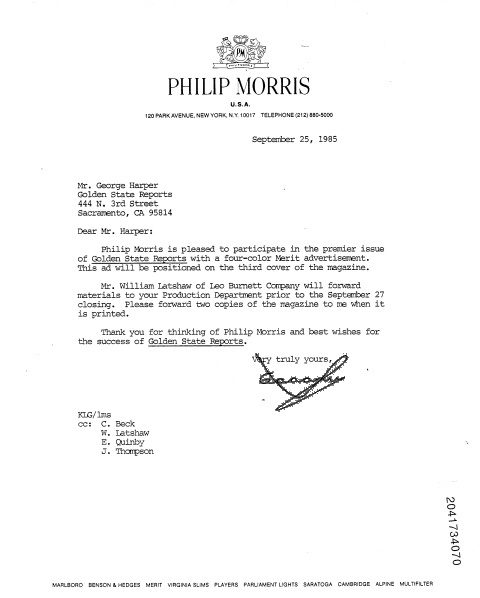 PM
PHILIP MORRIS
U.S.A.
120 PARK AVENUE, NEW YORK, N.Y. 10017 TELEPHONE (212) 880-5000
September 25, 1985
Mr. George Harper
Golden State Reports
444 N. 3rd Street
Sacramento, CA 95814
Dear Mr. Harper:
Philip Morris is pleased to participate in the premier issue
of Golden State Reports with a four-color Merit advertisement.
This ad will be positioned on the third cover of the magazine.
Mr. William Latshaw of Leo Burnett Company will forward
materials to your Production Department prior to the September 27
closing. Please forward two copies of the magazine to me when it
is printed.
Thank you for thinking of Philip Morris and best wishes for
the success of Golden State Reports.
Very truly yours,
KLG/lms
cc: C. Beck
W. Latshaw
E. Quinby
J. Thompson
2041734070
MARLBORO BENSON & HEDGES MERIT VIRGINIA SLIMS PLAYERS PARLIAMENT LIGHTS SARATOGA CAMBRIDGE ALPINE MULTIFILTER